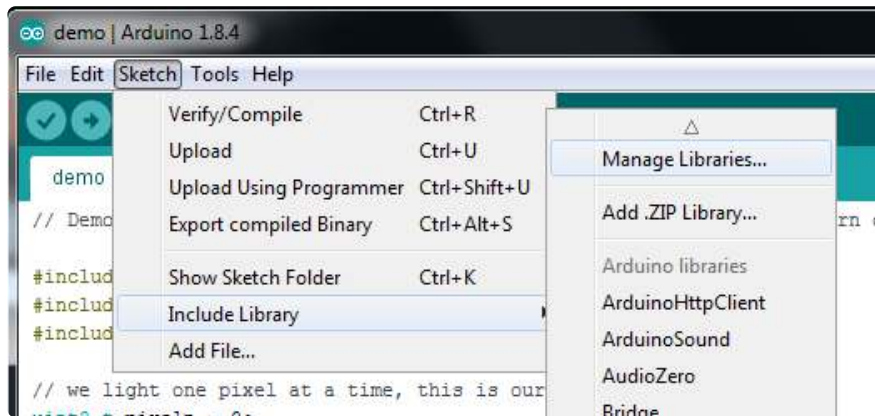 demo | Arduino 1.8.4
File Edit Sketch Tools Help
Verify/Compile Ctrl+R
Upload Ctrl+U
Upload Using Programmer Ctrl+Shift+U
Export compiled Binary Ctrl+Alt+S
Show Sketch Folder Ctrl+K
Include Library
Add File...
Manage Libraries...
Add .ZIP Library...
Arduino libraries
ArduinoHttpClient
ArduinoSound
AudioZero
Bridge
demo
// Demo
#includ
#includ
#includ
// we light one pixel at a time, this is our